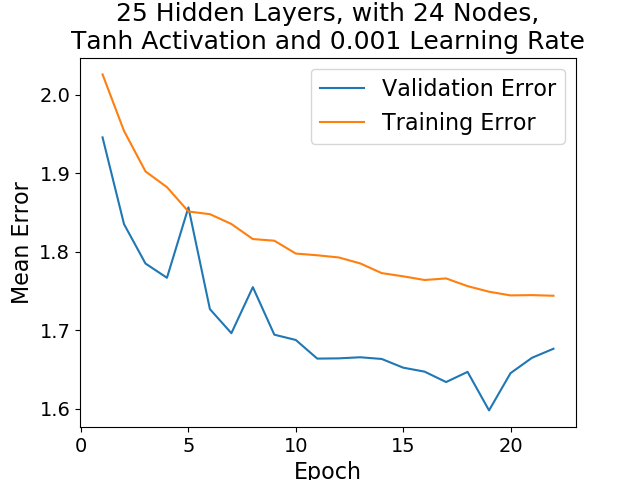 25 Hidden Layers, with 24 Nodes,
Tanh Activation and 0.001 Learning Rate
Validation Error
Training Error
Mean Error
2.0
1.9
1.8
1.7
1.6
0 5 10 15 20
Epoch